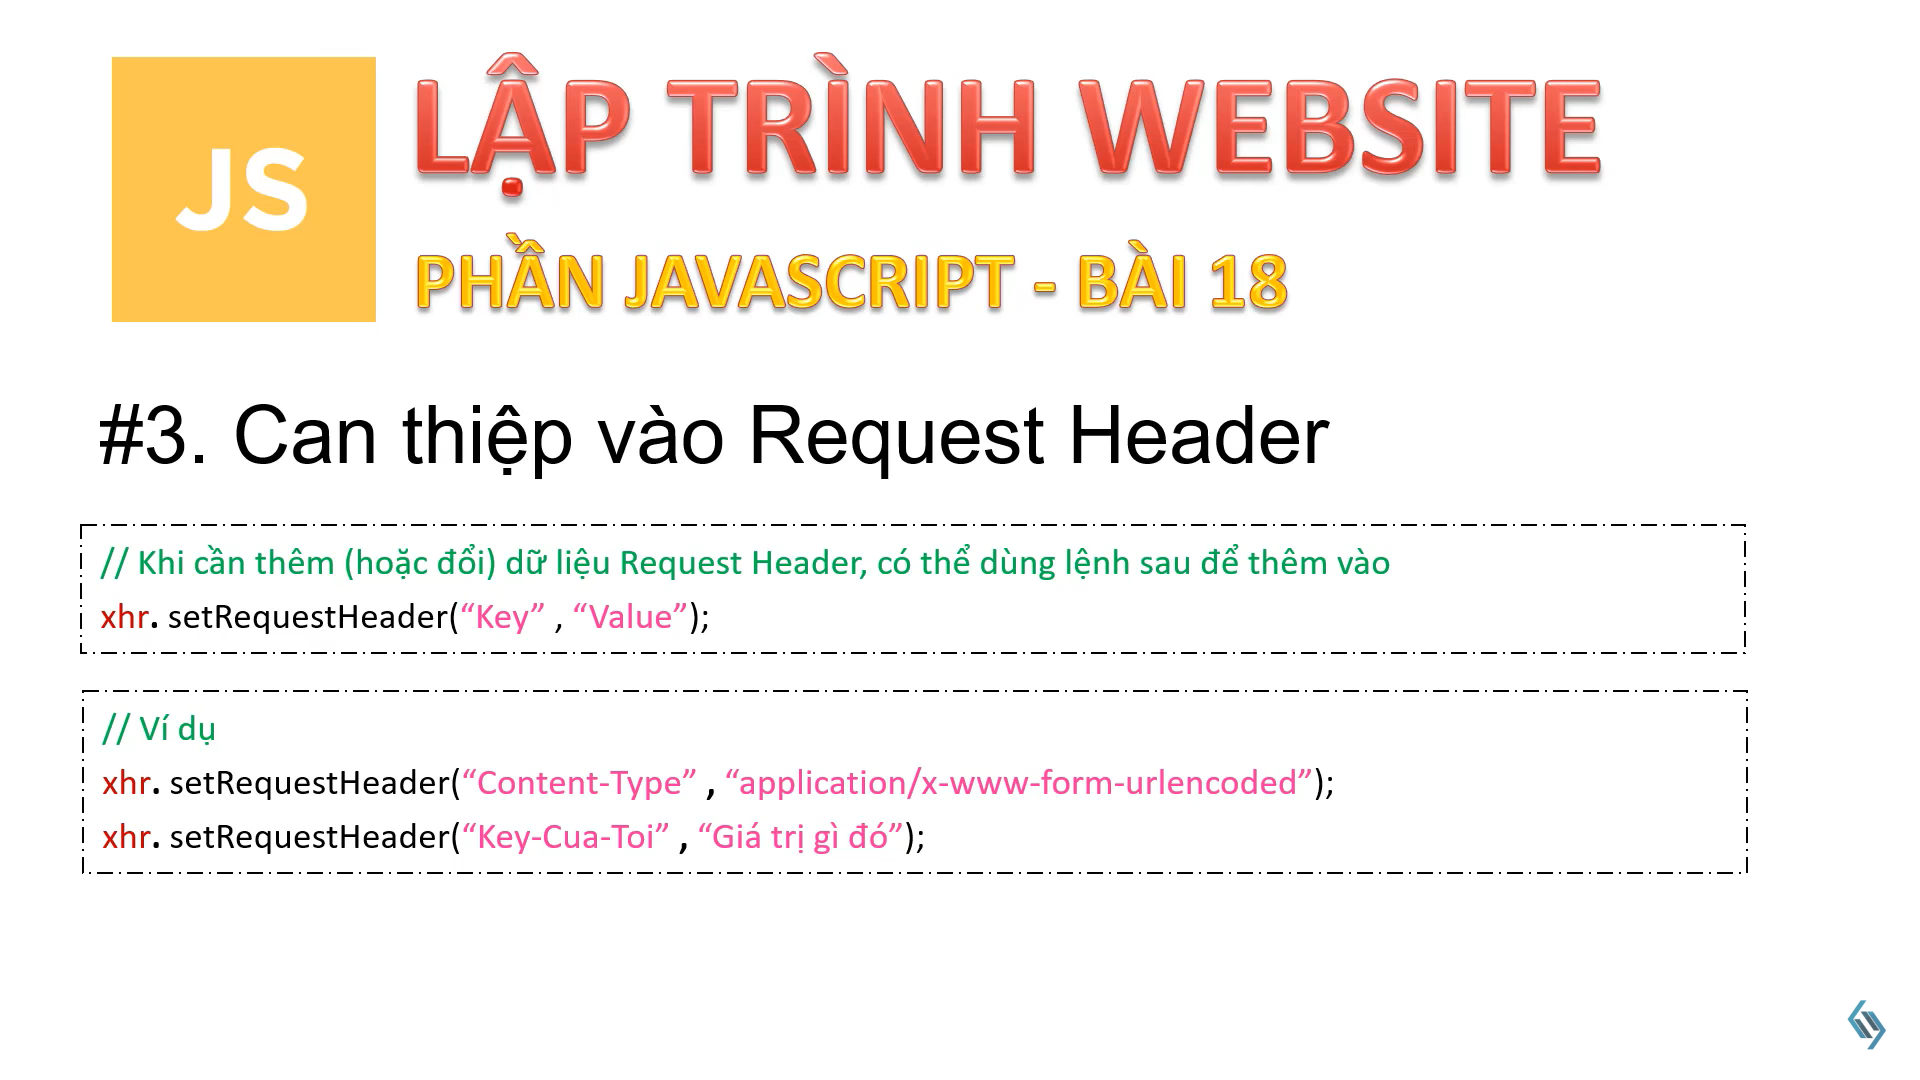 JS
LẬP TRÌNH WEBSITE
PHẦN JAVASCRIPT - BÀI 18
#3. Can thiệp vào Request Header
// Khi cần thêm (hoặc đổi) dữ liệu Request Header, có thể dùng lệnh sau để thêm vào
xhr. setRequestHeader(“Key” , “Value”);
// Ví dụ
xhr. setRequestHeader(“Content-Type” , “application/x-www-form-urlencoded”);
xhr. setRequestHeader(“Key-Cua-Toi” , “Giá trị gì đó”);